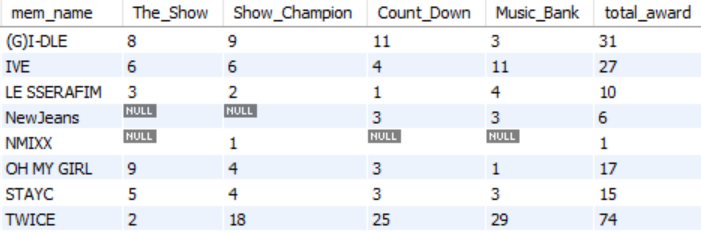 mem_name The_Show Show_Champion Count_Down Music_Bank total_award
(G)I-DLE 8 9 11 3 31
IVE 6 6 4 11 27
LE SSERAFIM 3 2 1 4 10
NewJeans NULL NULL 3 3 6
NMIXX NULL 1 NULL NULL 1
OH MY GIRL 9 4 3 1 17
STAYC 5 4 3 3 15
TWICE 2 18 25 29 74